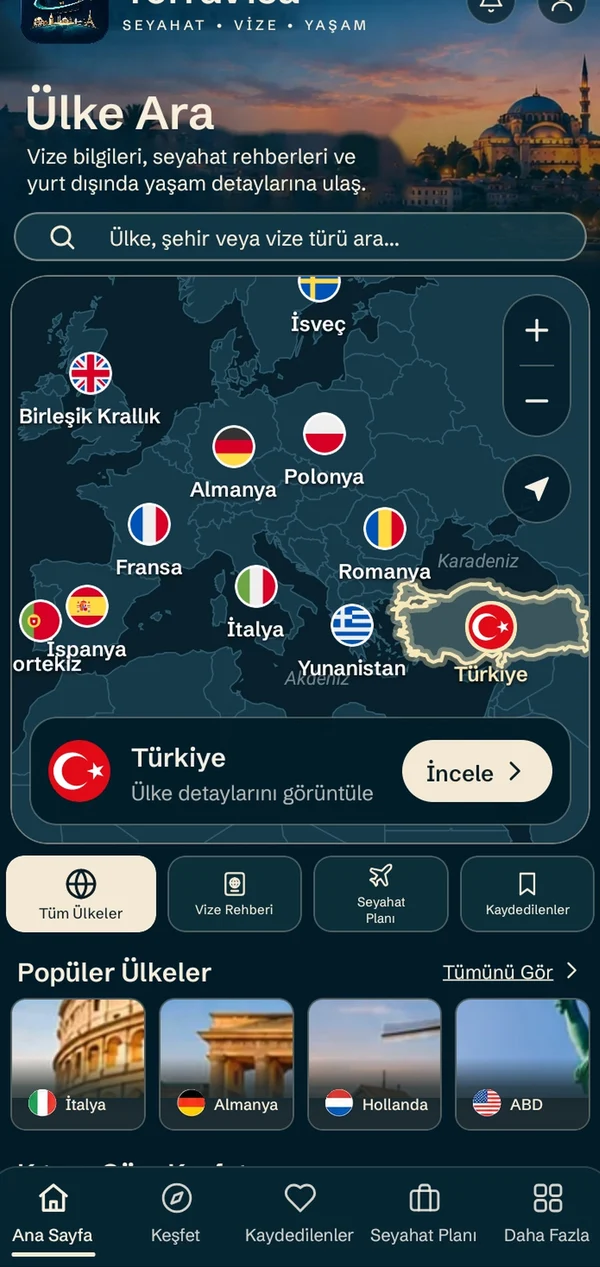 SEYAHAT • VİZE • YAŞAM
Ülke Ara
Vize bilgileri, seyahat rehberleri ve
yurt dışında yaşam detaylarına ulaş.
Ülke, şehir veya vize türü ara...
İsveç
Birleşik Krallık
Almanya
Polonya
Fransa
Romanya
Karadeniz
İtalya
İspanya
ortekiz
Yunanistan
Akdeniz
Türkiye
Türkiye
Ülke detaylarını görüntüle
İncele
Tüm Ülkeler
Vize Rehberi
Seyahat
Planı
Kaydedilenler
Popüler Ülkeler
Tümünü Gör
İtalya
Almanya
Hollanda
ABD
Ana Sayfa
Keşfet
Kaydedilenler
Seyahat Planı
Daha Fazla